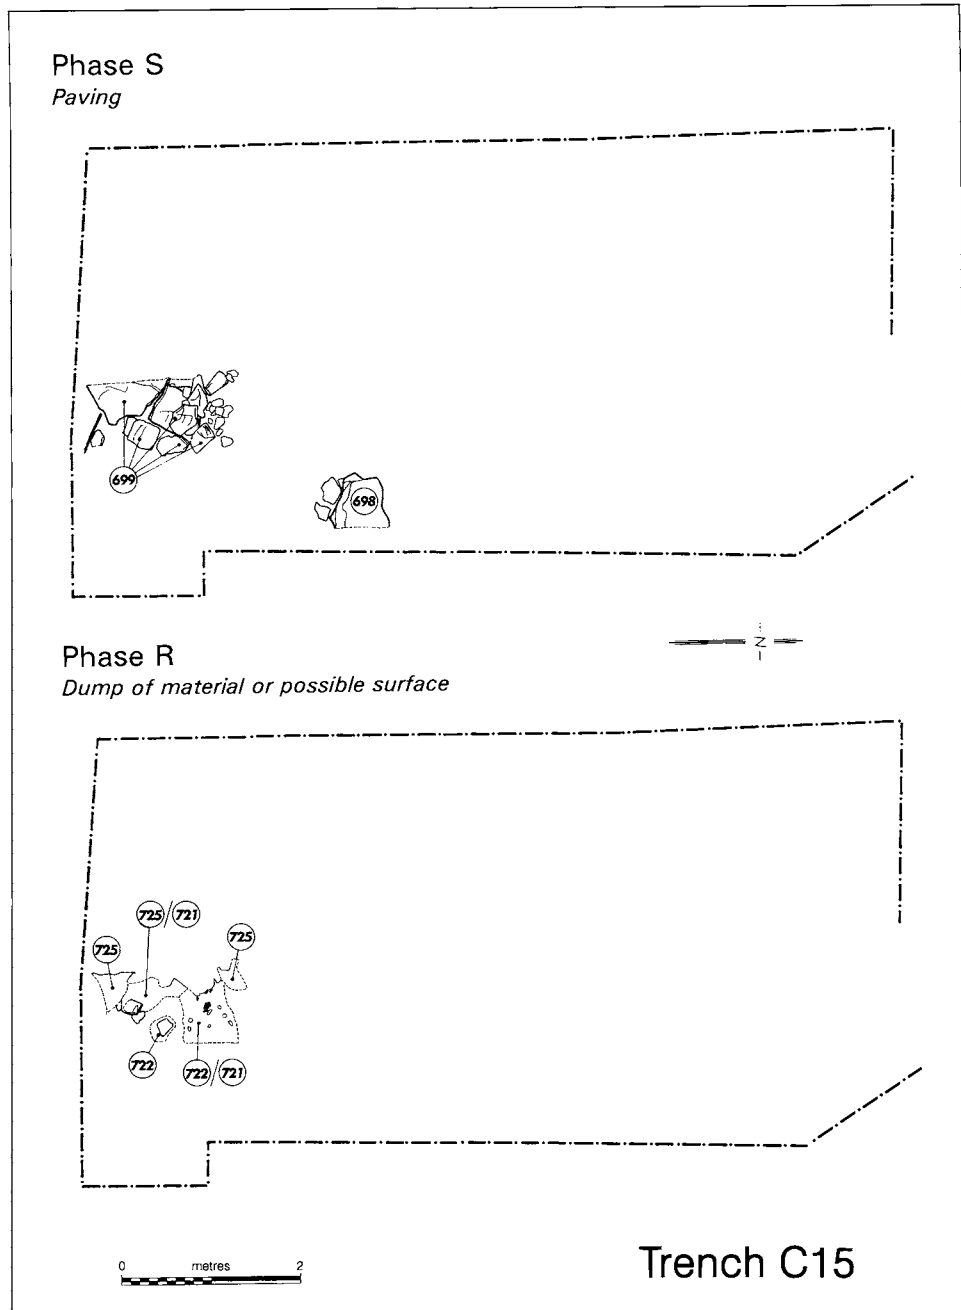 Phase S
Paving
699
698
N
Phase R
Dump of material or possible surface
725/721
725
725
722
722/721
0 metres 2
Trench C15